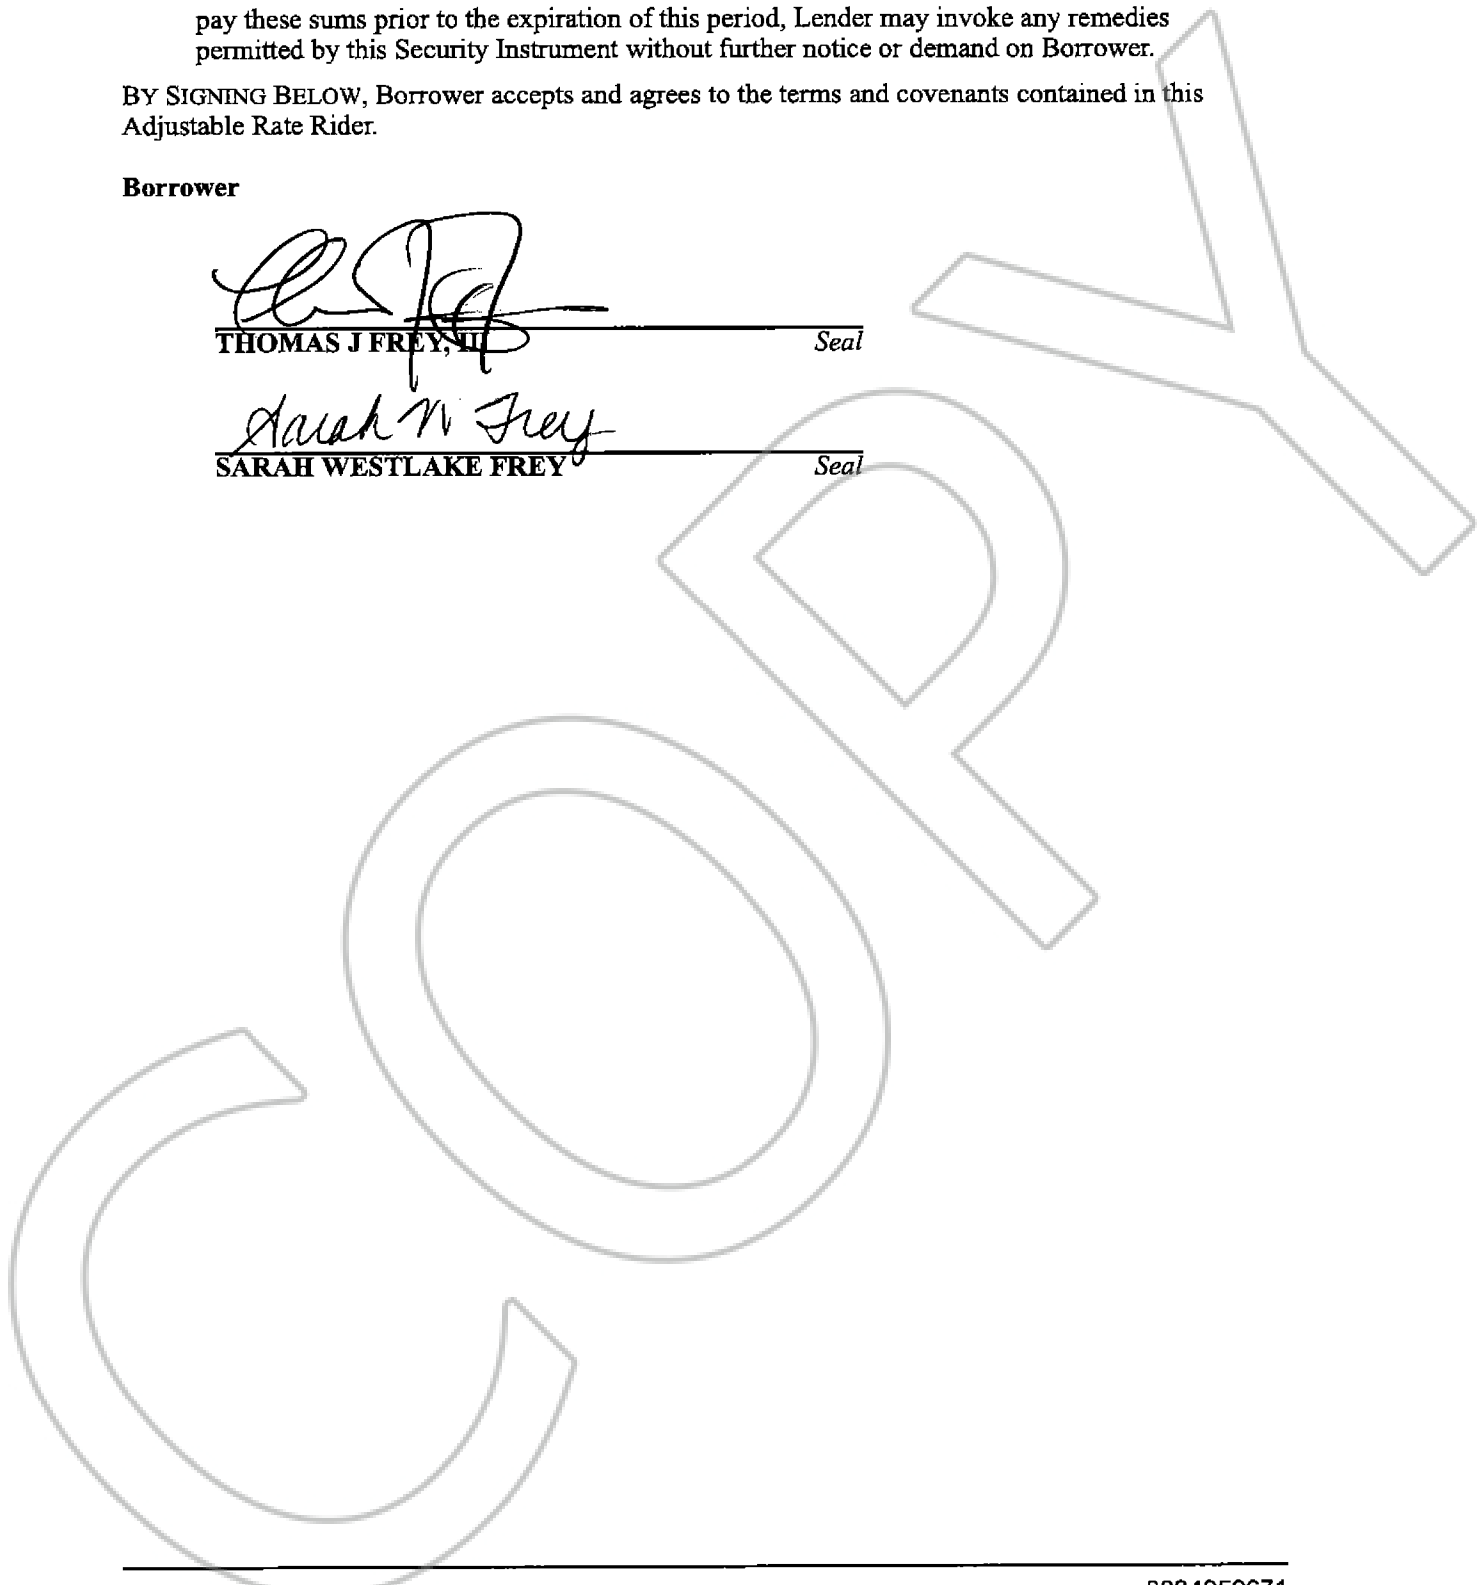 pay these sums prior to the expiration of this period, Lender may invoke any remedies
permitted by this Security Instrument without further notice or demand on Borrower.
BY SIGNING BELOW, Borrower accepts and agrees to the terms and covenants contained in this
Adjustable Rate Rider.
Borrower
THOMAS J FREY, III
Seal
Sarah W Frey
SARAH WESTLAKE FREY
Seal
COPY